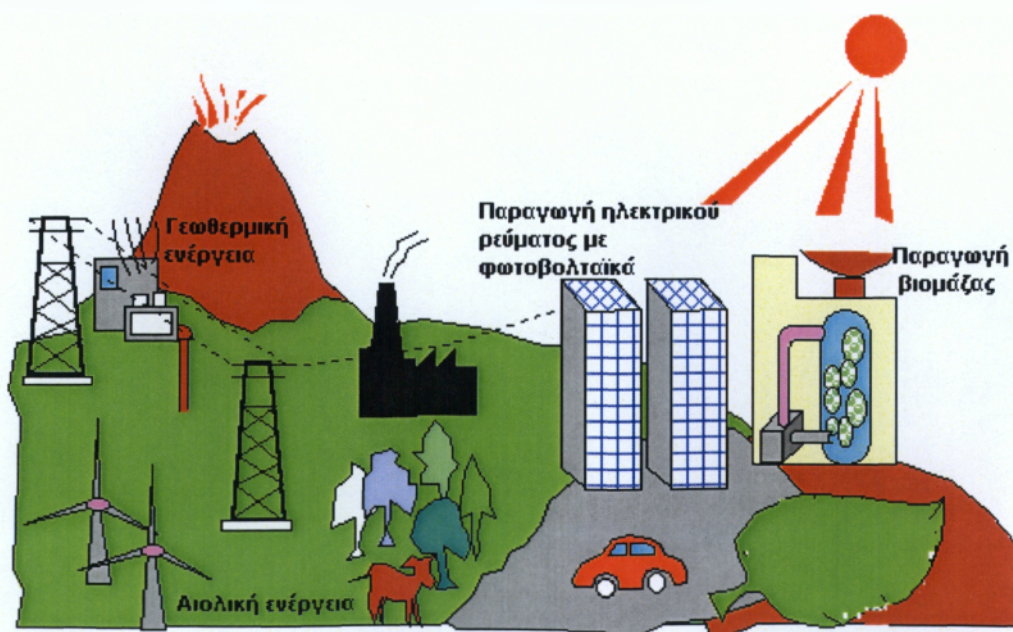 Γεωθερμική
ενέργεια
Παραγωγή ηλεκτρικού
ρεύματος με
φωτοβολταϊκά
Παραγωγή
βιομάζας
Αιολική ενέργεια